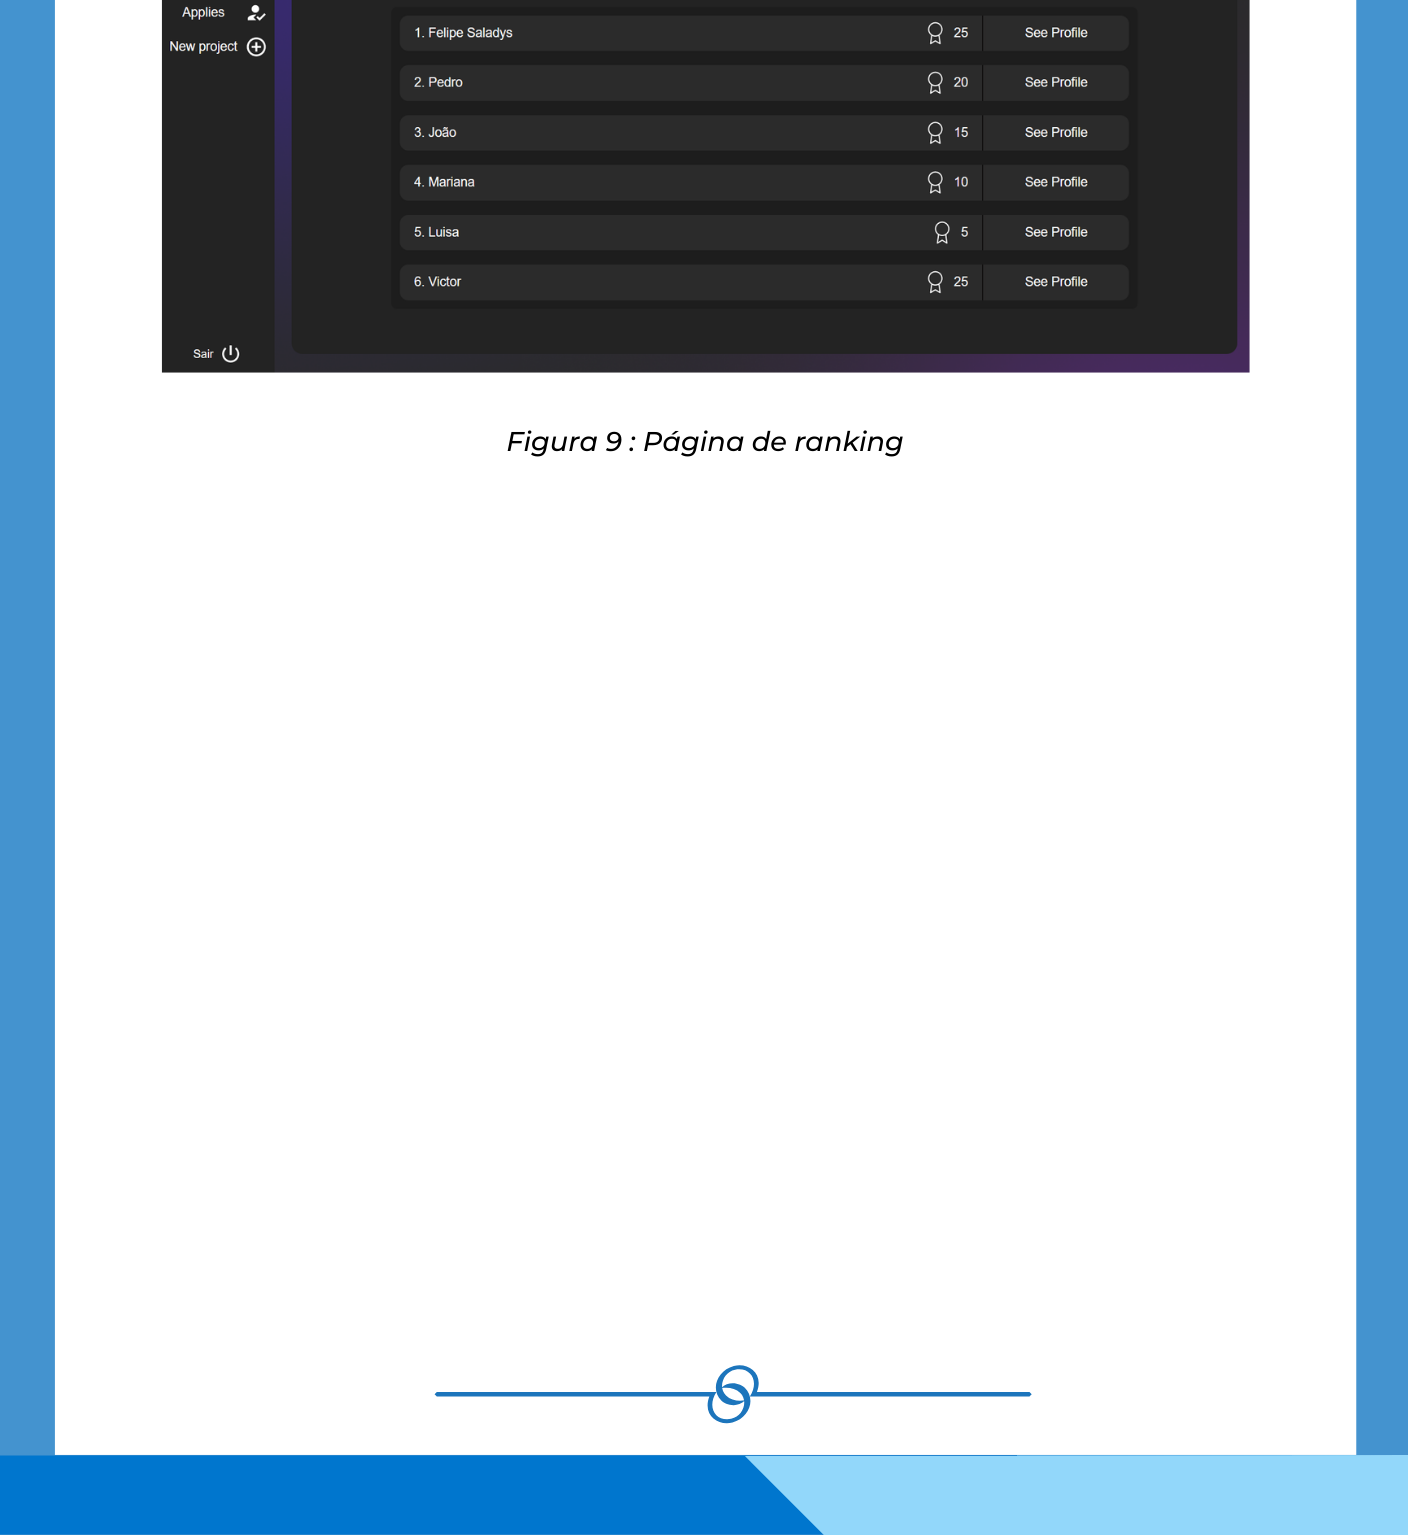 Applies
New project
1. Felipe Saladys 25 See Profile
2. Pedro 20 See Profile
3. João 15 See Profile
4. Mariana 10 See Profile
5. Luisa 5 See Profile
6. Victor 25 See Profile
Sair
Figura 9 : Página de ranking